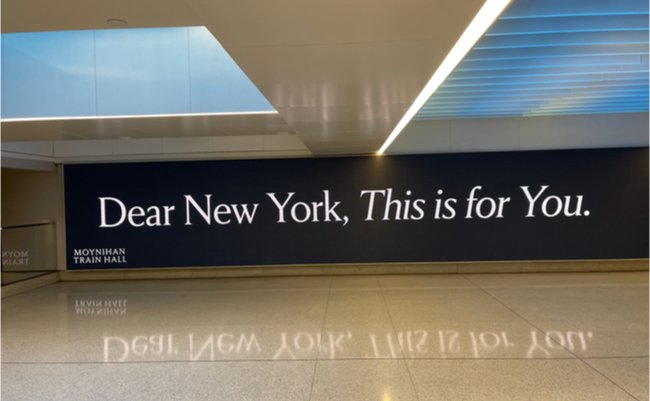 Dear New York, This is for You.
MOYNIHAN
TRAIN HALL